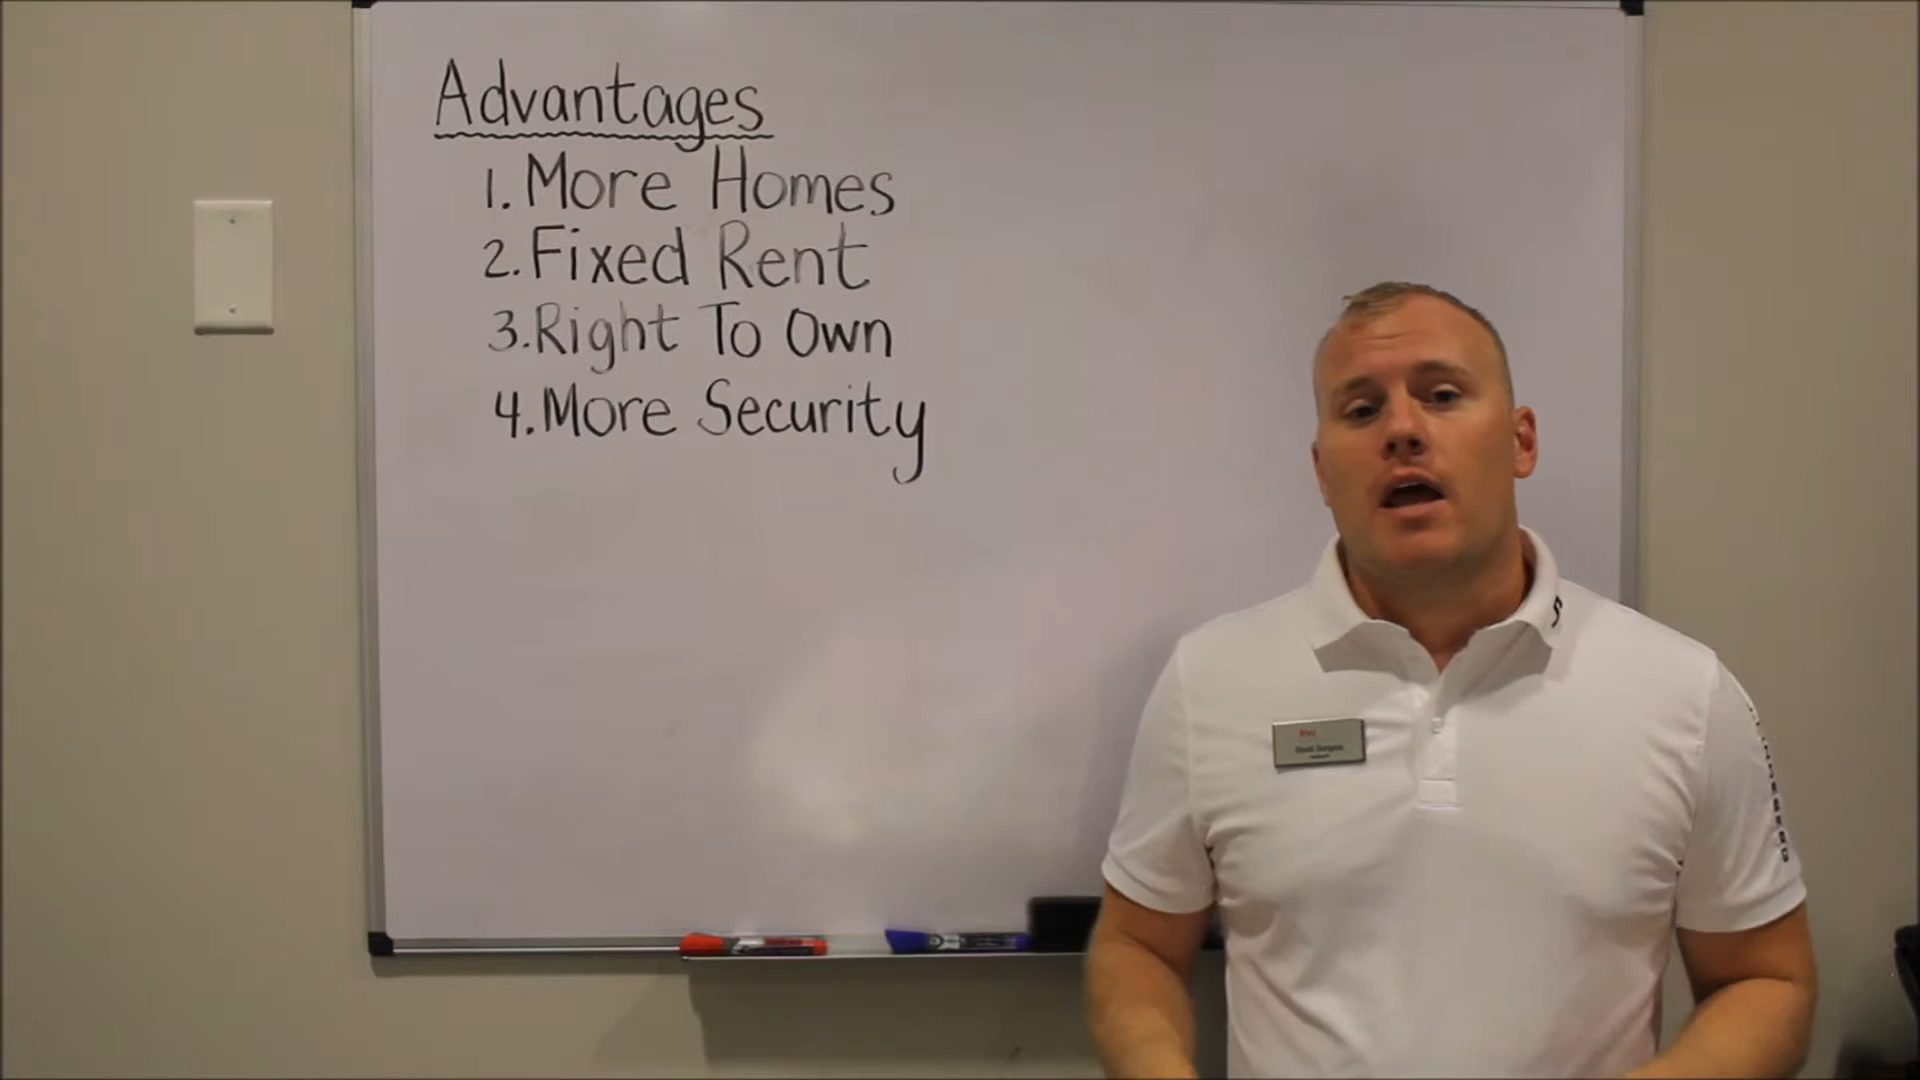 Advantages
1. More Homes
2. Fixed Rent
3. Right To Own
4. More Security